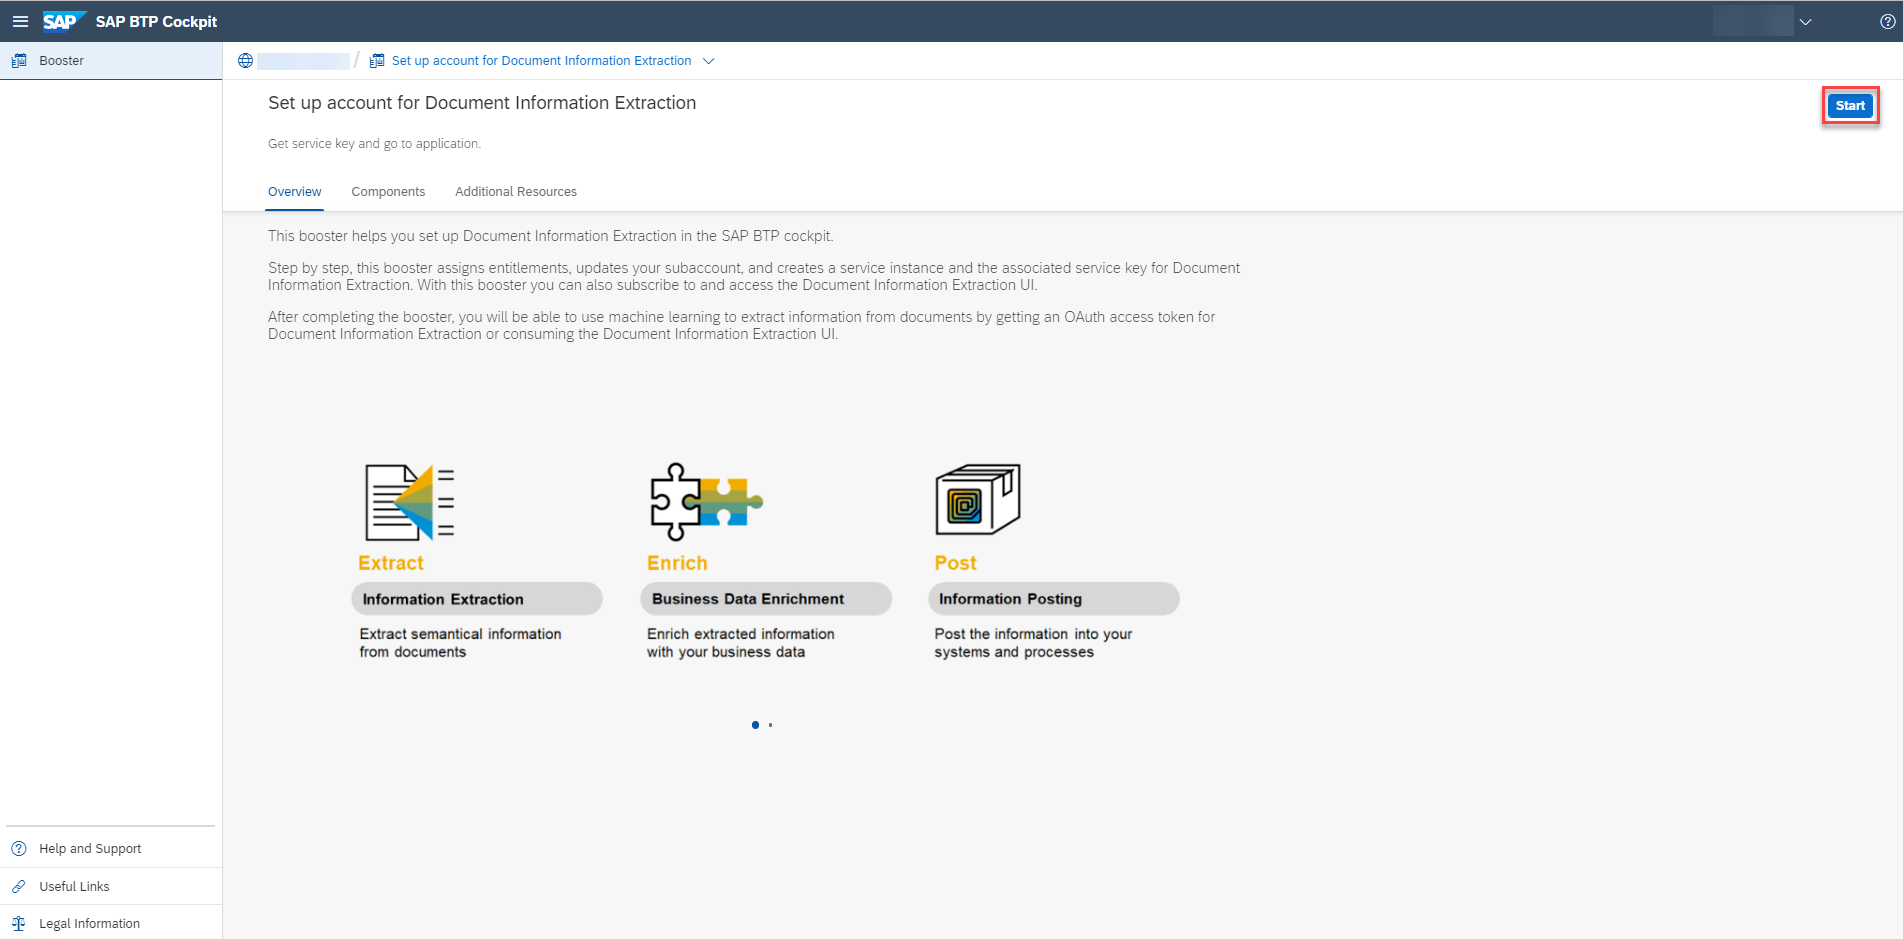 SAP SAP BTP Cockpit
Booster
/ Set up account for Document Information Extraction
Set up account for Document Information Extraction
Start
Get service key and go to application.
Overview Components Additional Resources
This booster helps you set up Document Information Extraction in the SAP BTP cockpit.
Step by step, this booster assigns entitlements, updates your subaccount, and creates a service instance and the associated service key for Document
Information Extraction. With this booster you can also subscribe to and access the Document Information Extraction UI.
After completing the booster, you will be able to use machine learning to extract information from documents by getting an OAuth access token for
Document Information Extraction or consuming the Document Information Extraction UI.
Extract
Information Extraction
Extract semantical information
from documents
Enrich
Business Data Enrichment
Enrich extracted information
with your business data
Post
Information Posting
Post the information into your
systems and processes
Help and Support
Useful Links
Legal Information